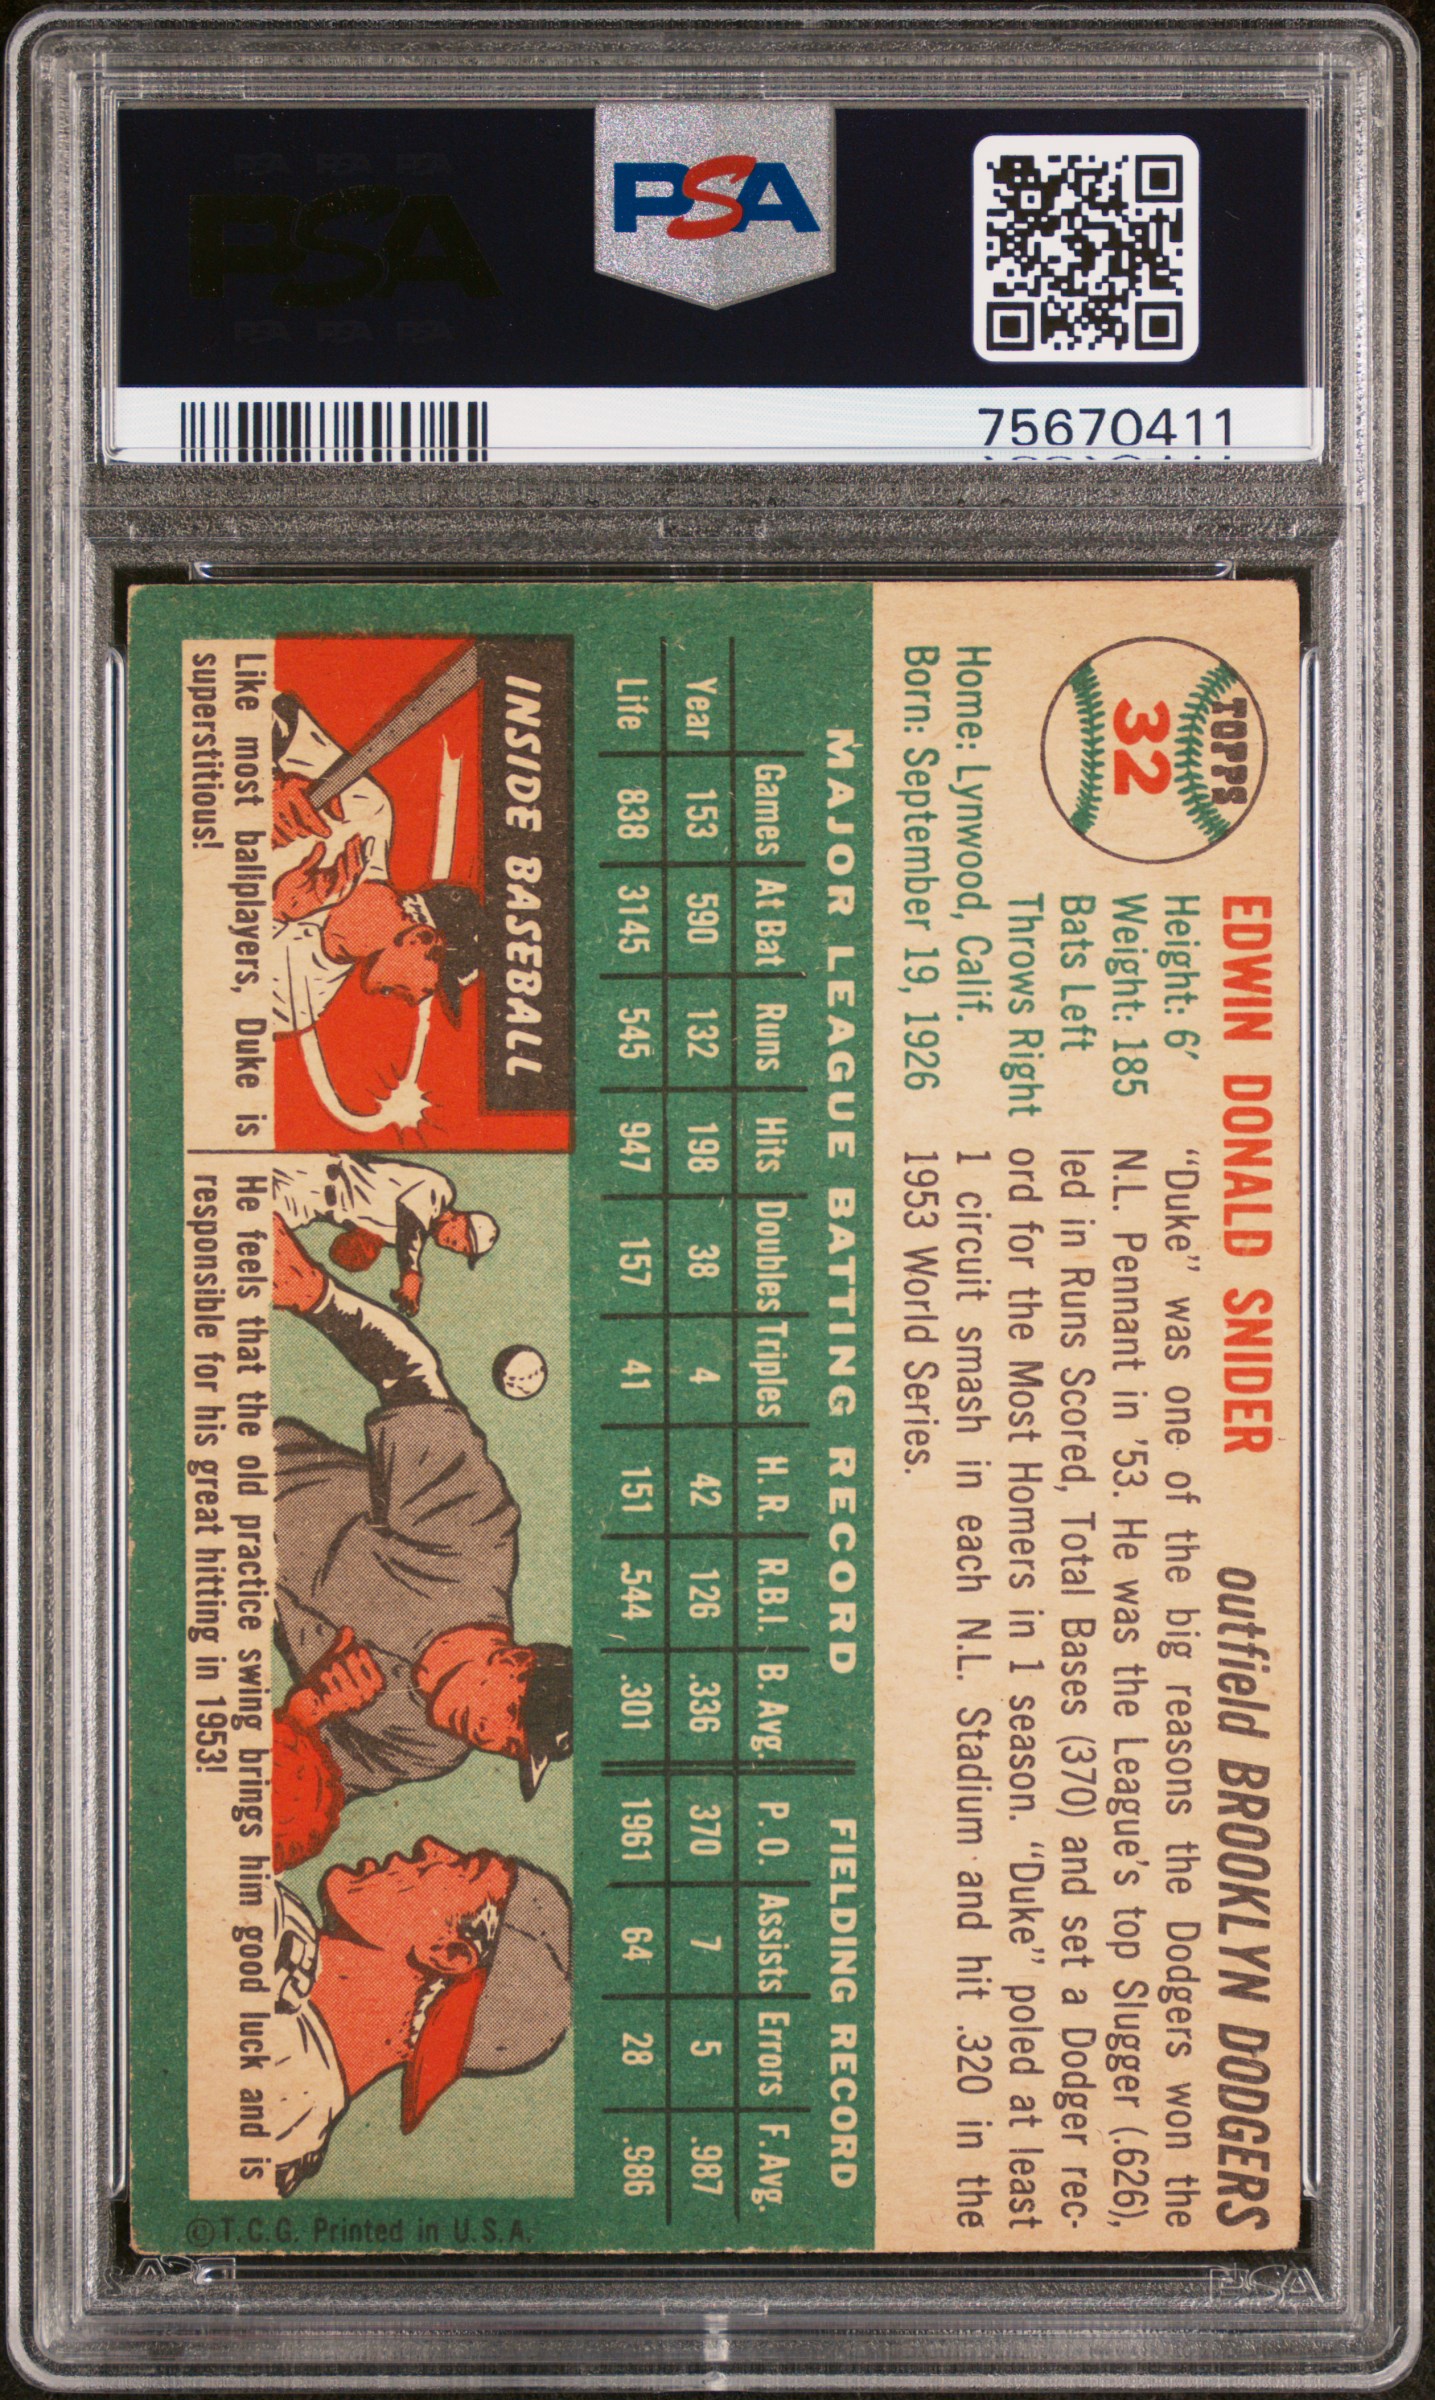 PSA
PSA PSA PSA
PSA
PSA PSA PSA
75670411
TOPPS
32
EDWIN DONALD SNIDER outfield BROOKLYN DODGERS
Height: 6'
Weight: 185
Bats Left
Throws Right
Home: Lynwood, Calif.
Born: September 19, 1926
"Duke" was one of the big reasons the Dodgers won the
N.L. Pennant in '53. He was the League's top Slugger (.626),
led in Runs Scored, Total Bases (370) and set a Dodger rec-
ord for the Most Homers in 1 season. "Duke" poled at least
1 circuit smash in each N.L. Stadium and hit .320 in the
1953 World Series.
MAJOR LEAGUE BATTING RECORD FIELDING RECORD
Games At Bat Runs Hits Doubles Triples H.R. R.B.I. B. Avg. P.O. Assists Errors F. Avg.
Year 153 590 132 198 38 4 42 126 .336 370 7 5 .987
Life 838 3145 545 947 157 41 151 .544 .301 1961 64 28 .986
INSIDE BASEBALL
Like most ballplayers, Duke is
superstitious!
He feels that the old practice swing brings him good luck and is
responsible for his great hitting in 1953!
©T.C.G. Printed in U.S.A.
PSA
PSA